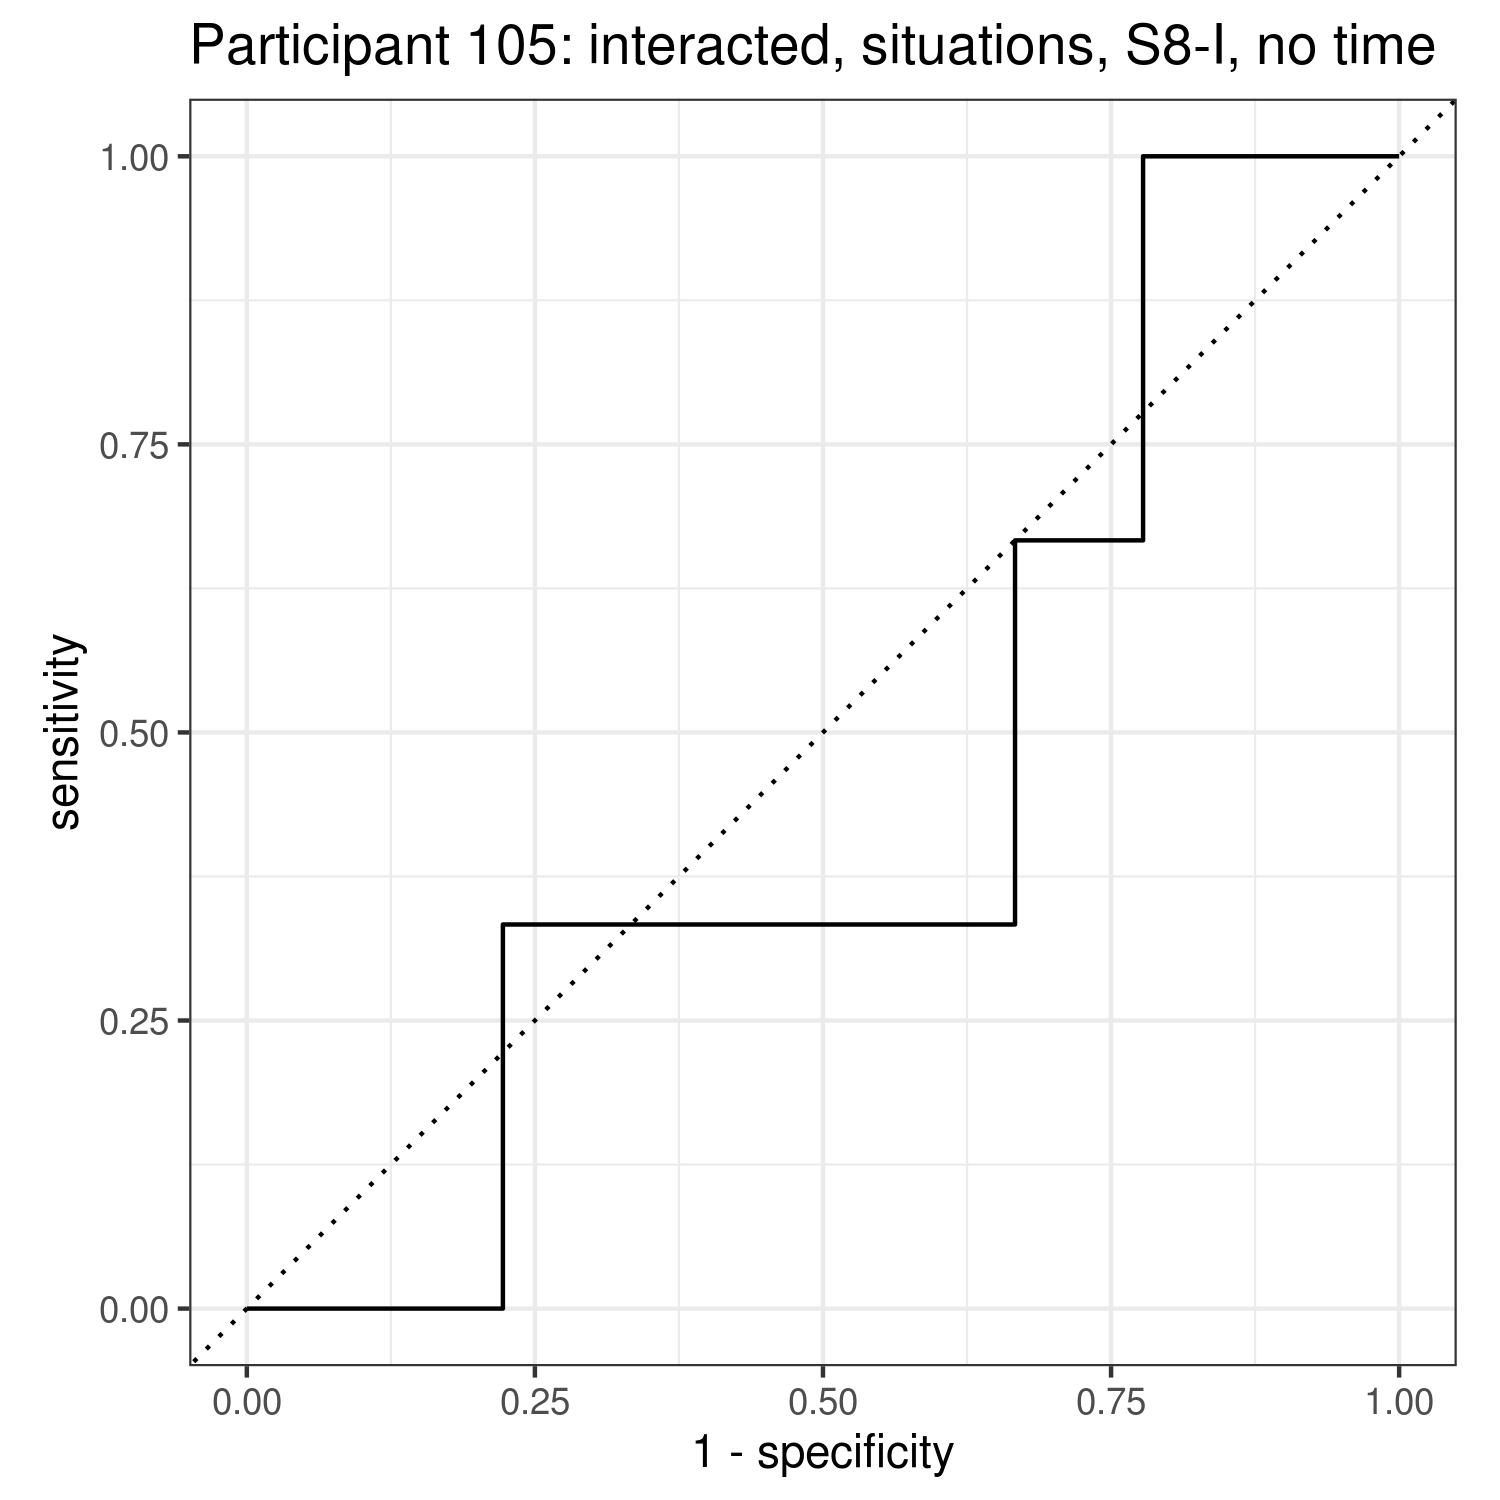 Participant 105: interacted, situations, S8-I, no time
1.00
0.75
0.50
0.25
0.00
sensitivity
0.00 0.25 0.50 0.75 1.00
1 - specificity